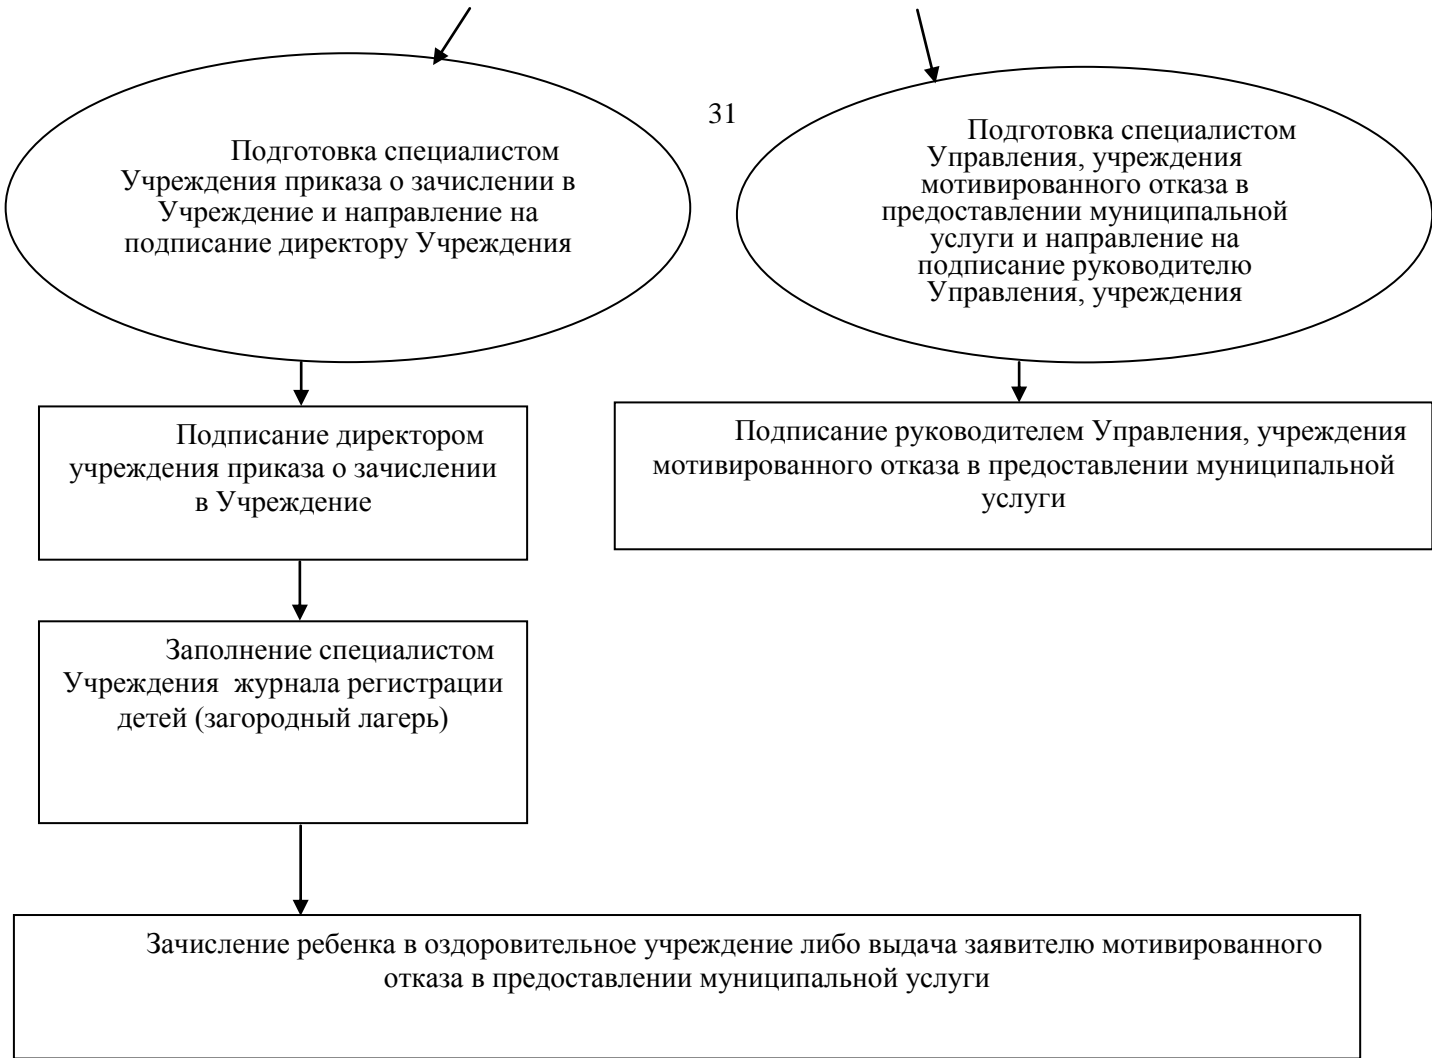 31
Подготовка специалистом
Учреждения приказа о зачислении в
Учреждение и направление на
подписание директору Учреждения
Подготовка специалистом
Управления, учреждения
мотивированного отказа в
предоставлении муниципальной
услуги и направление на
подписание руководителю
Управления, учреждения
Подписание директором
учреждения приказа о зачислении
в Учреждение
Подписание руководителем Управления, учреждения
мотивированного отказа в предоставлении муниципальной
услуги
Заполнение специалистом
Учреждения  журнала регистрации
детей (загородный лагерь)
Зачисление ребенка в оздоровительное учреждение либо выдача заявителю мотивированного
отказа в предоставлении муниципальной услуги